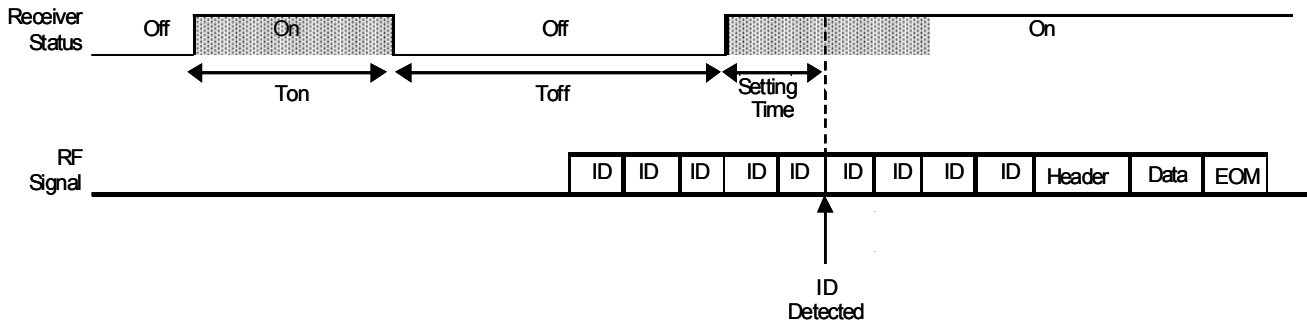 Receiver
Status
Off
On
Off
On
Ton
Toff
Setting
Time
RF
Signal
ID ID ID ID ID ID ID ID ID Header Data EOM
ID
Detected